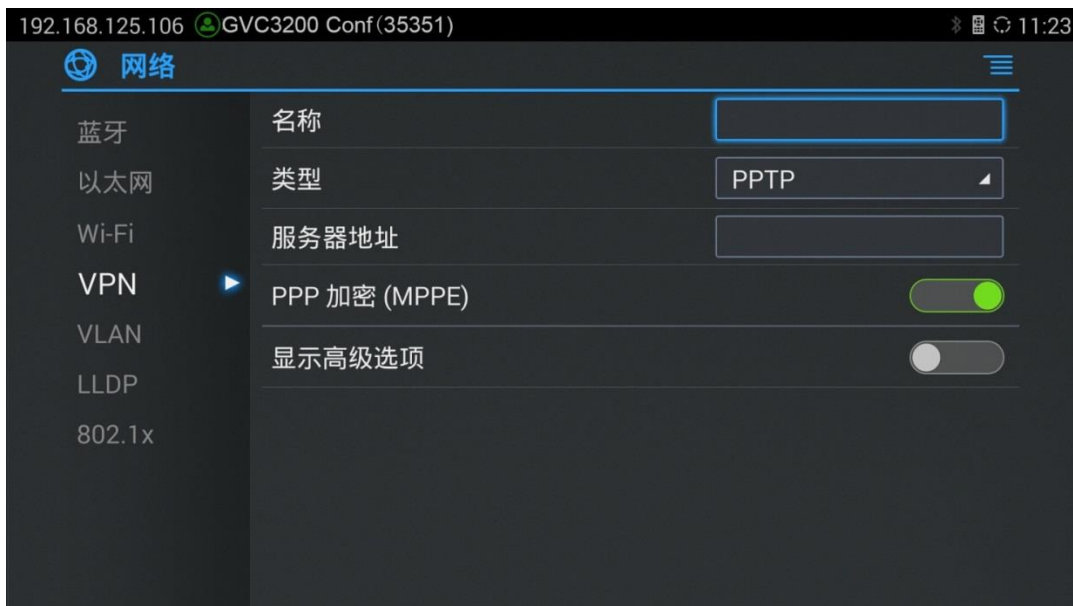 192.168.125.106 GVC3200 Conf(35351) 11:23
网络
蓝牙
以太网
Wi-Fi
VPN
VLAN
LLDP
802.1x
名称
类型 PPTP
服务器地址
PPP 加密 (MPPE)
显示高级选项